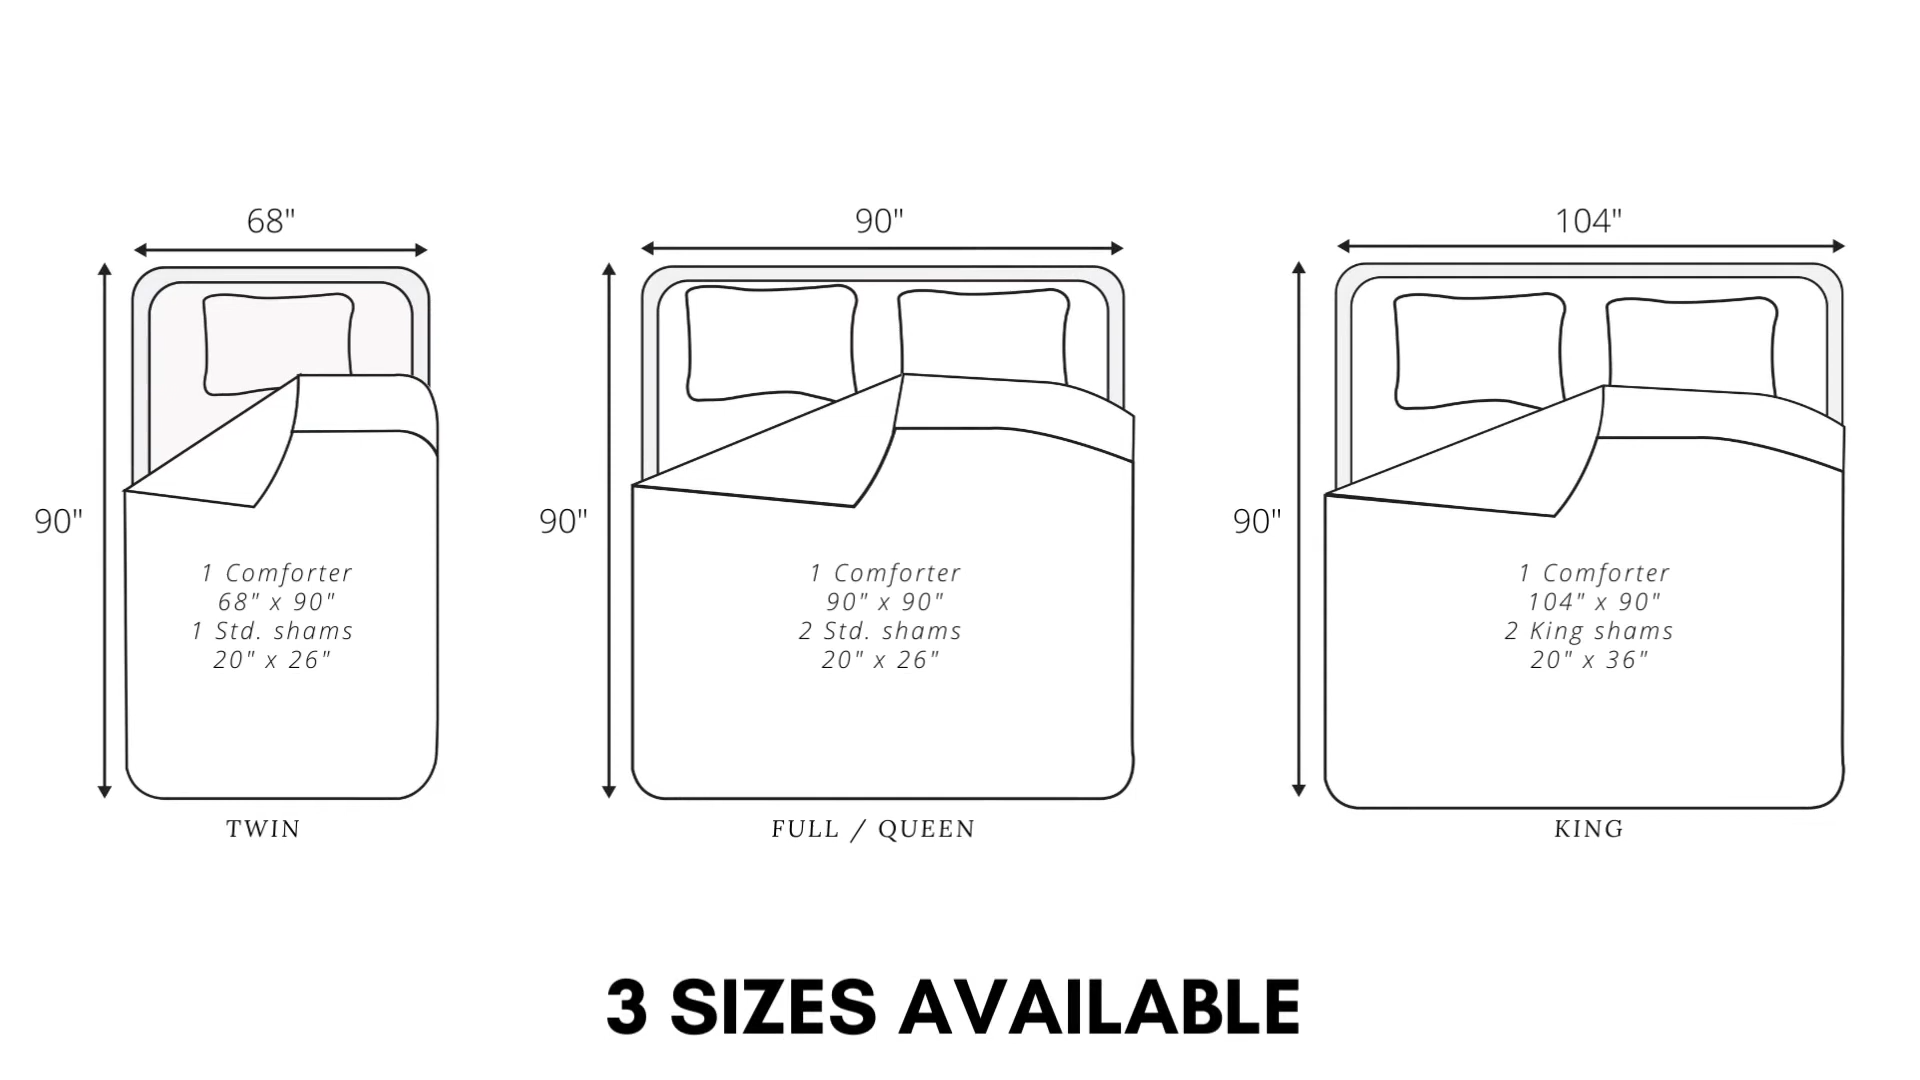 68"
90"
1 Comforter
68" x 90"
1 Std. shams
20" x 26"
TWIN
90"
90"
1 Comforter
90" x 90"
2 Std. shams
20" x 26"
FULL / QUEEN
104"
90"
1 Comforter
104" x 90"
2 King shams
20" x 36"
KING
3 SIZES AVAILABLE